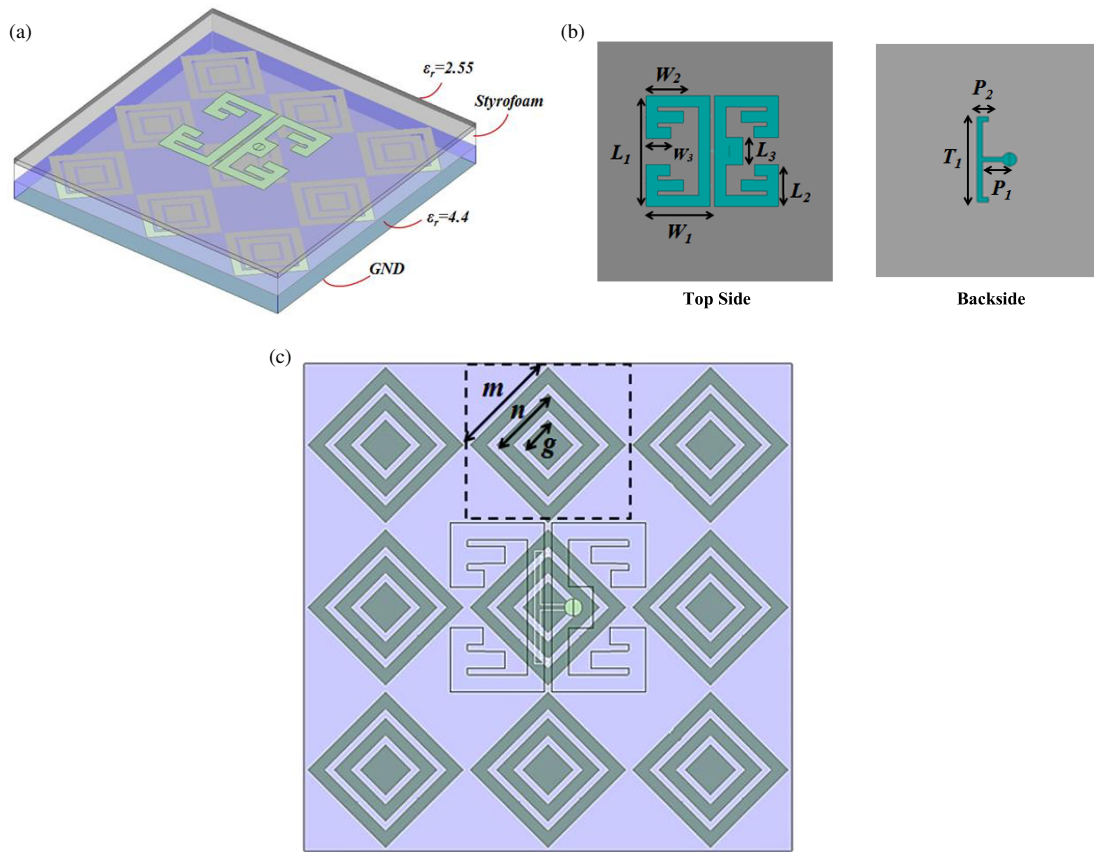 (a)
εr=2.55
Styrofoam
εr=4.4
GND
(b)
W2
L1
W3
L3
L2
W1
Top Side
P2
T1
P1
Backside
(c)
m
n
g